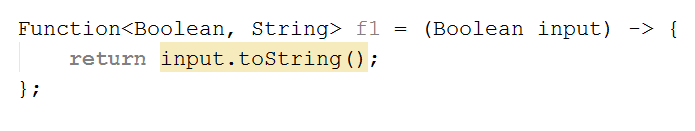 Function<Boolean, String> f1 = (Boolean input) -> {
    return input.toString();
};